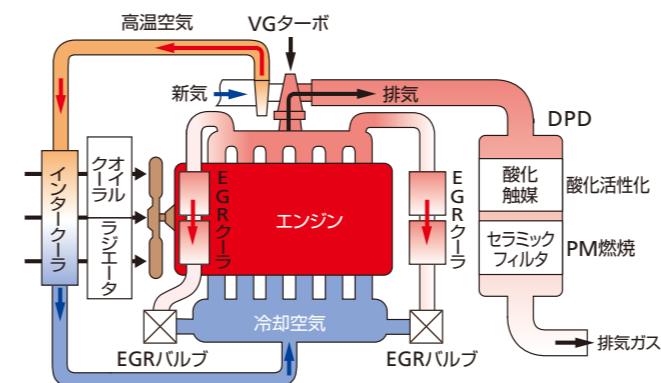 高温空気
VGターボ
新気
排気
DPD
オイル
クーラ
インタークーラ
ラジエータ
EGRクーラ
エンジン
EGRクーラ
酸化
触媒
酸化活性化
セラミック
フィルタ
PM燃焼
冷却空気
EGRバルブ
EGRバルブ
排気ガス